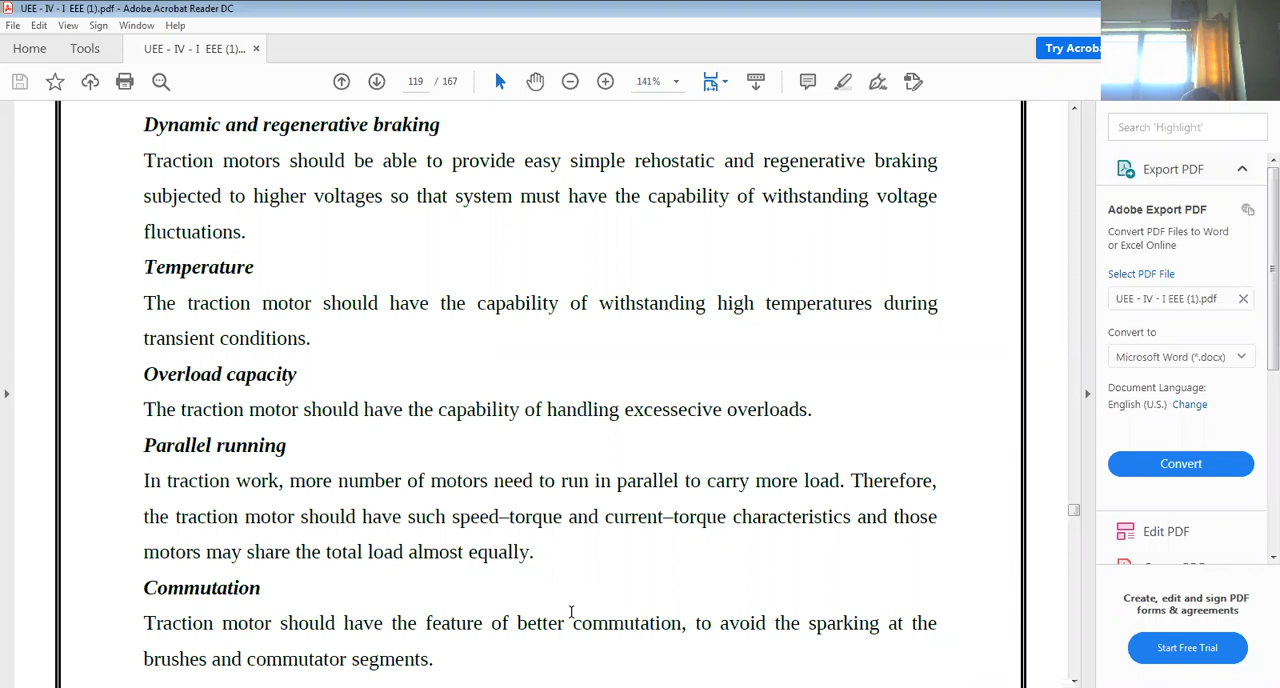 UEE - IV - I EEE (1).pdf - Adobe Acrobat Reader DC
File Edit View Sign Window Help
Home Tools UEE - IV - I EEE (1)... × Try Acroba
119 / 167 141%
Dynamic and regenerative braking
Traction motors should be able to provide easy simple rehostatic and regenerative braking
subjected to higher voltages so that system must have the capability of withstanding voltage
fluctuations.
Temperature
The traction motor should have the capability of withstanding high temperatures during
transient conditions.
Overload capacity
The traction motor should have the capability of handling excessecive overloads.
Parallel running
In traction work, more number of motors need to run in parallel to carry more load. Therefore,
the traction motor should have such speed–torque and current–torque characteristics and those
motors may share the total load almost equally.
Commutation
Traction motor should have the feature of better commutation, to avoid the sparking at the
brushes and commutator segments.
Search 'Highlight'
Export PDF
Adobe Export PDF
Convert PDF Files to Word
or Excel Online
Select PDF File
UEE - IV - I EEE (1).pdf
Convert to
Microsoft Word (*.docx)
Document Language:
English (U.S.) Change
Convert
Edit PDF
Create, edit and sign PDF
forms & agreements
Start Free Trial